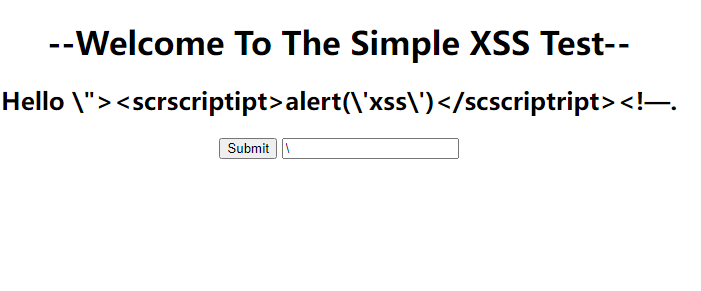 --Welcome To The Simple XSS Test--
Hello \"><scrscriptipt>alert(\'xss\')</scscriptript><!—.
Submit \